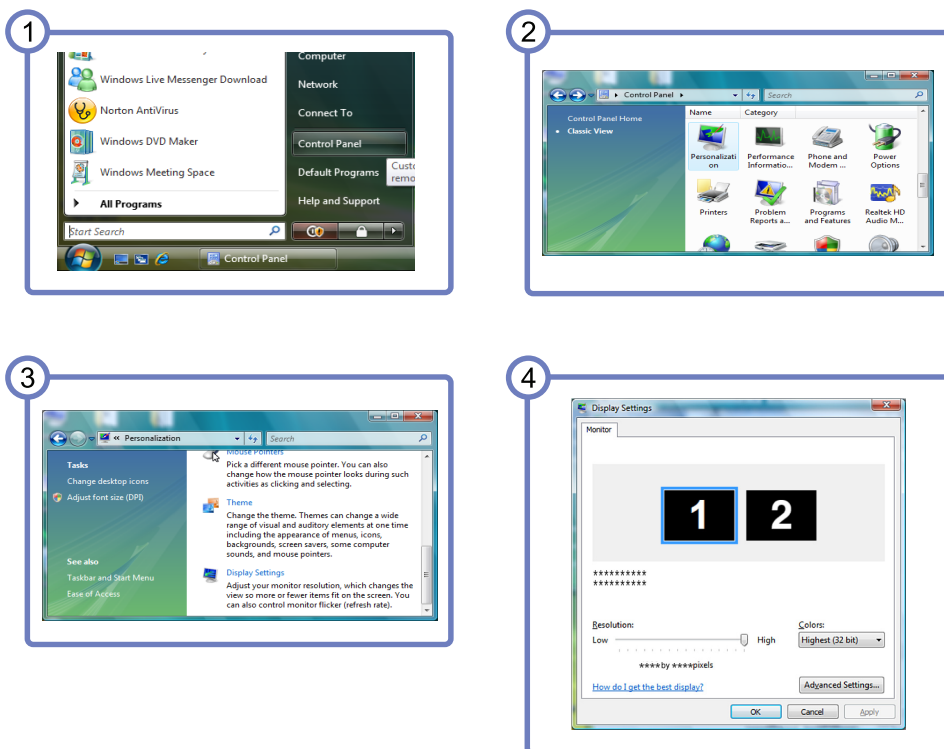 1
Computer
Windows Live Messenger Download
Network
Norton AntiVirus
Connect To
Windows DVD Maker
Control Panel
Windows Meeting Space
Default Programs
All Programs
Help and Support
Start Search
Control Panel
2
Control Panel
Search
Control Panel Home
Classic View
Name Category
Personalizati
on
Performance
Informatio...
Phone and
Modem ...
Power
Options
Printers
Problem
Reports a...
Programs
and Features
Realtek HD
Audio M...
3
Personalization
Search
Tasks
Change desktop icons
Adjust font size (DPI)
See also
Taskbar and Start Menu
Ease of Access
Mouse Pointers
Pick a different mouse pointer. You can also
change how the mouse pointer looks during such
activities as clicking and selecting.
Theme
Change the theme. Themes can change a wide
range of visual and auditory elements at one time
including the appearance of menus, icons,
backgrounds, screen savers, some computer
sounds, and mouse pointers.
Display Settings
Adjust your monitor resolution, which changes the
view so more or fewer items fit on the screen. You
can also control monitor flicker (refresh rate).
4
Display Settings
Monitor
1 2
**********
**********
Resolution:
Low High
****by ****pixels
Colors:
Highest (32 bit)
How do I get the best display?
Advanced Settings...
OK Cancel Apply